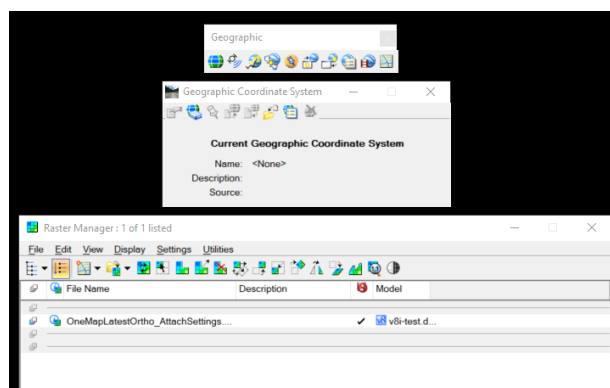 Geographic
Geographic Coordinate System
Current Geographic Coordinate System
Name: <None>
Description:
Source:
Raster Manager : 1 of 1 listed
File Edit View Display Settings Utilities
File Name Description Model
OneMapLatestOrtho_AttachSettings.... v8i-test.d...